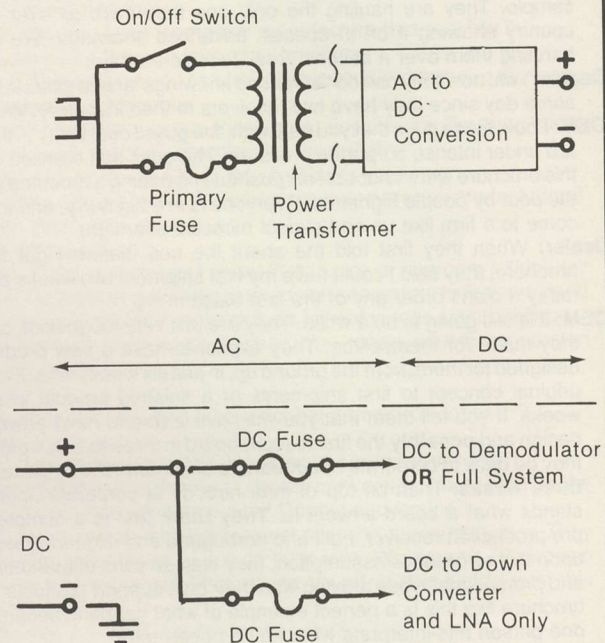 On/Off Switch
AC to
DC
Conversion
+
−
Primary
Fuse
Power
Transformer
AC
DC
+
DC Fuse
DC to Demodulator
OR Full System
DC
−
DC to Down
Converter
and LNA Only
DC Fuse